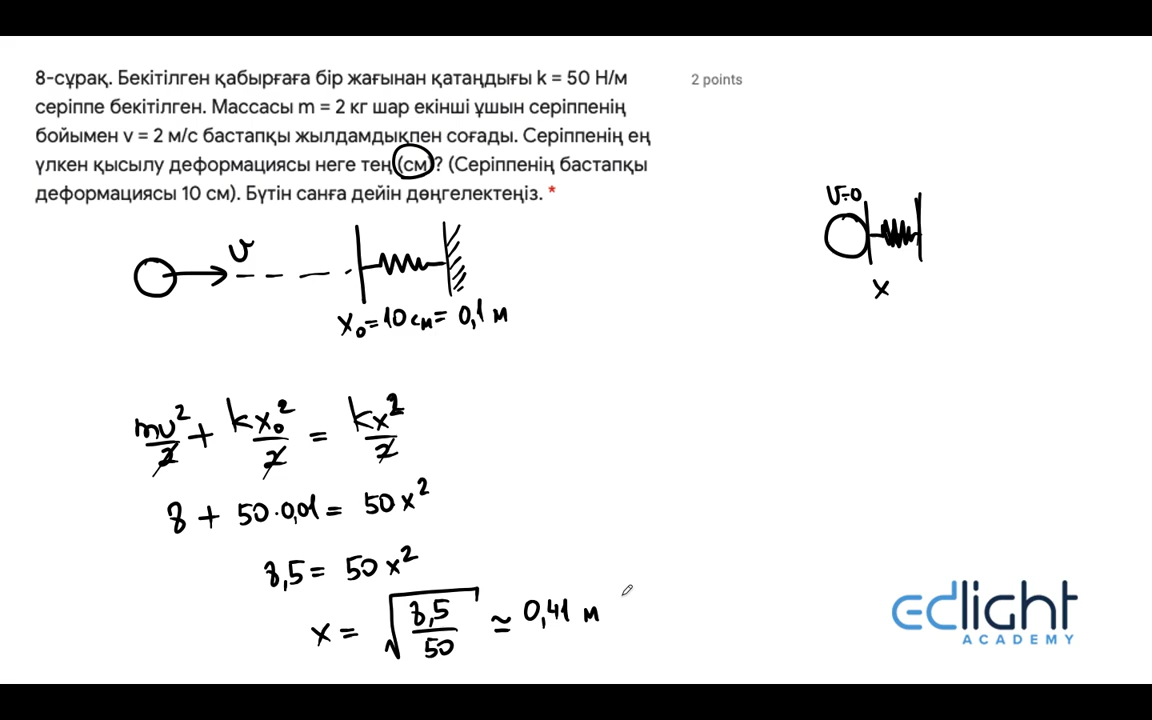 8-сұрақ. Бекітілген қабырғаға бір жағынан қатаңдығы k = 50 Н/м
2 points
серіппе бекітілген. Массасы m = 2 кг шар екінші ұшын серіппенің
бойымен v = 2 м/с бастапқы жылдамдықпен соғады. Серіппенің ең
үлкен қысылу деформациясы неге тең (см)? (Серіппенің бастапқы
деформациясы 10 см). Бүтін санға дейін дөңгелектеңіз. *
υ=0
υ
x
x₀=10 см = 0,1 м
mυ²/2 + kx₀²/2 = kx²/2
8 + 50·0,01 = 50x²
8,5 = 50x²
x = √(8,5/50) ≃ 0,41 м
edlight
ACADEMY